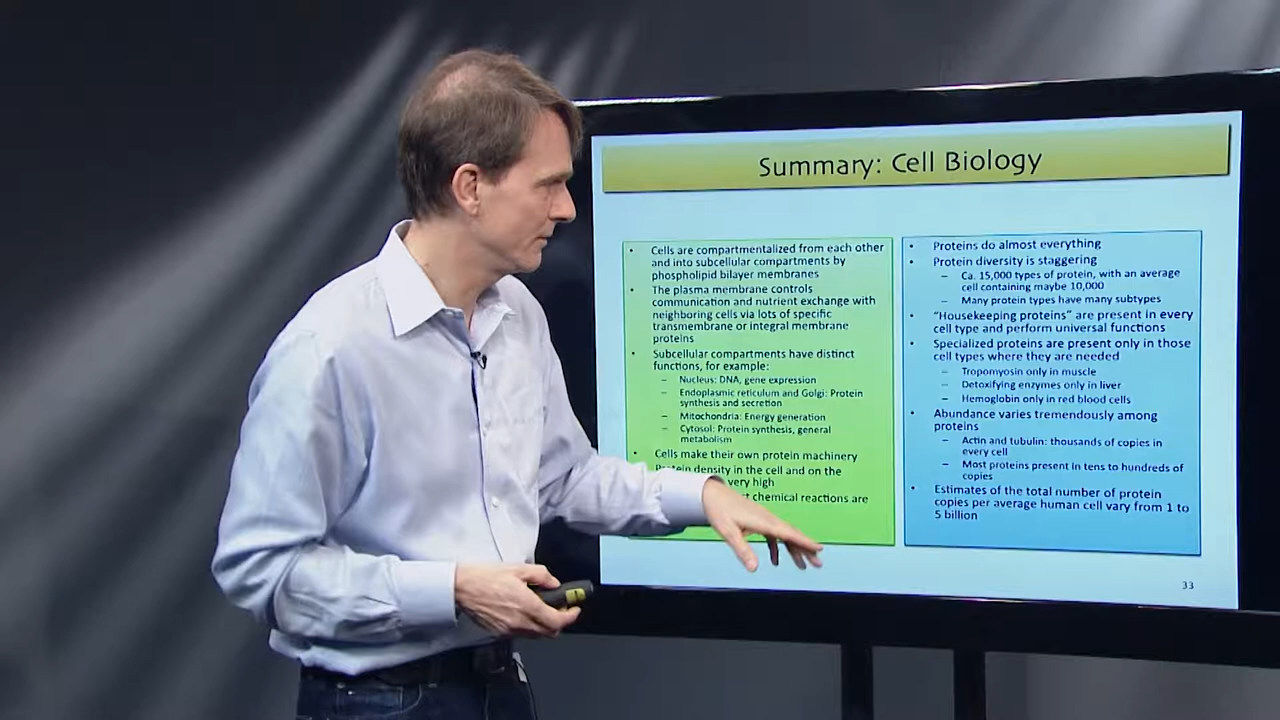 Summary: Cell Biology
• Cells are compartmentalized from each other
and into subcellular compartments by
phospholipid bilayer membranes
• The plasma membrane controls
communication and nutrient exchange with
neighboring cells via lots of specific
transmembrane or integral membrane
proteins
• Subcellular compartments have distinct
functions, for example:
– Nucleus: DNA, gene expression
– Endoplasmic reticulum and Golgi: Protein
synthesis and secretion
– Mitochondria: Energy generation
– Cytosol: Protein synthesis, general
metabolism
• Cells make their own protein machinery
Protein density in the cell and on the
very high
chemical reactions are
• Proteins do almost everything
• Protein diversity is staggering
– Ca. 15,000 types of protein, with an average
cell containing maybe 10,000
– Many protein types have many subtypes
• "Housekeeping proteins" are present in every
cell type and perform universal functions
• Specialized proteins are present only in those
cell types where they are needed
– Tropomyosin only in muscle
– Detoxifying enzymes only in liver
– Hemoglobin only in red blood cells
• Abundance varies tremendously among
proteins
– Actin and tubulin: thousands of copies in
every cell
– Most proteins present in tens to hundreds of
copies
• Estimates of the total number of protein
copies per average human cell vary from 1 to
5 billion
33